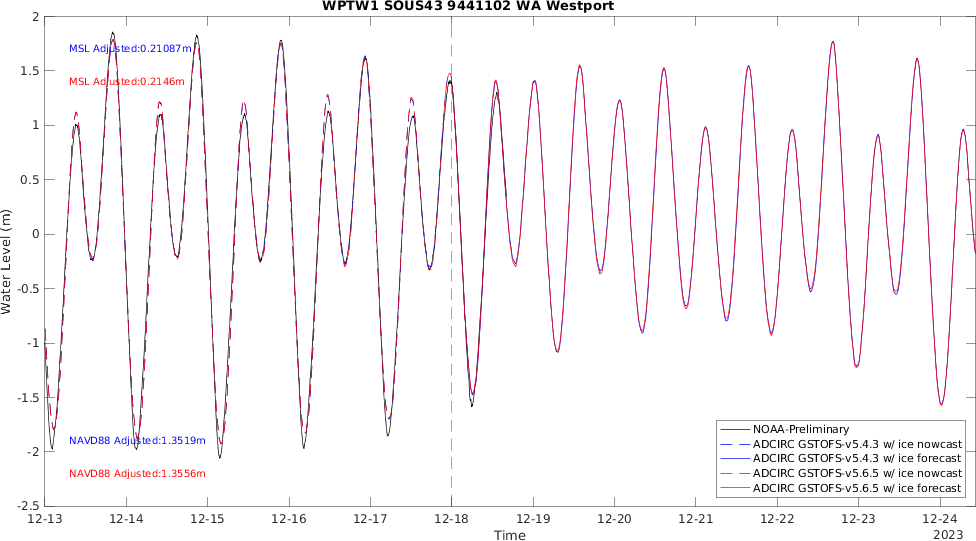 WPTW1 SOUS43 9441102 WA Westport
2
1.5
1
0.5
0
-0.5
-1
-1.5
-2
-2.5
Water Level (m)
MSL Adjusted:0.21087m
MSL Adjusted:0.2146m
NAVD88 Adjusted:1.3519m
NAVD88 Adjusted:1.3556m
NOAA-Preliminary
ADCIRC GSTOFS-v5.4.3 w/ ice nowcast
ADCIRC GSTOFS-v5.4.3 w/ ice forecast
ADCIRC GSTOFS-v5.6.5 w/ ice nowcast
ADCIRC GSTOFS-v5.6.5 w/ ice forecast
12-13 12-14 12-15 12-16 12-17 12-18 12-19 12-20 12-21 12-22 12-23 12-24
Time
2023